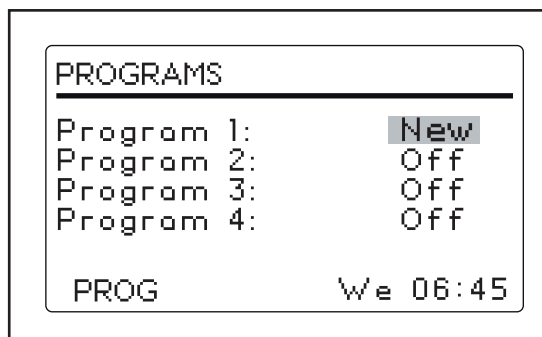 PROGRAMS
Program 1: New
Program 2: Off
Program 3: Off
Program 4: Off
PROG We 06:45